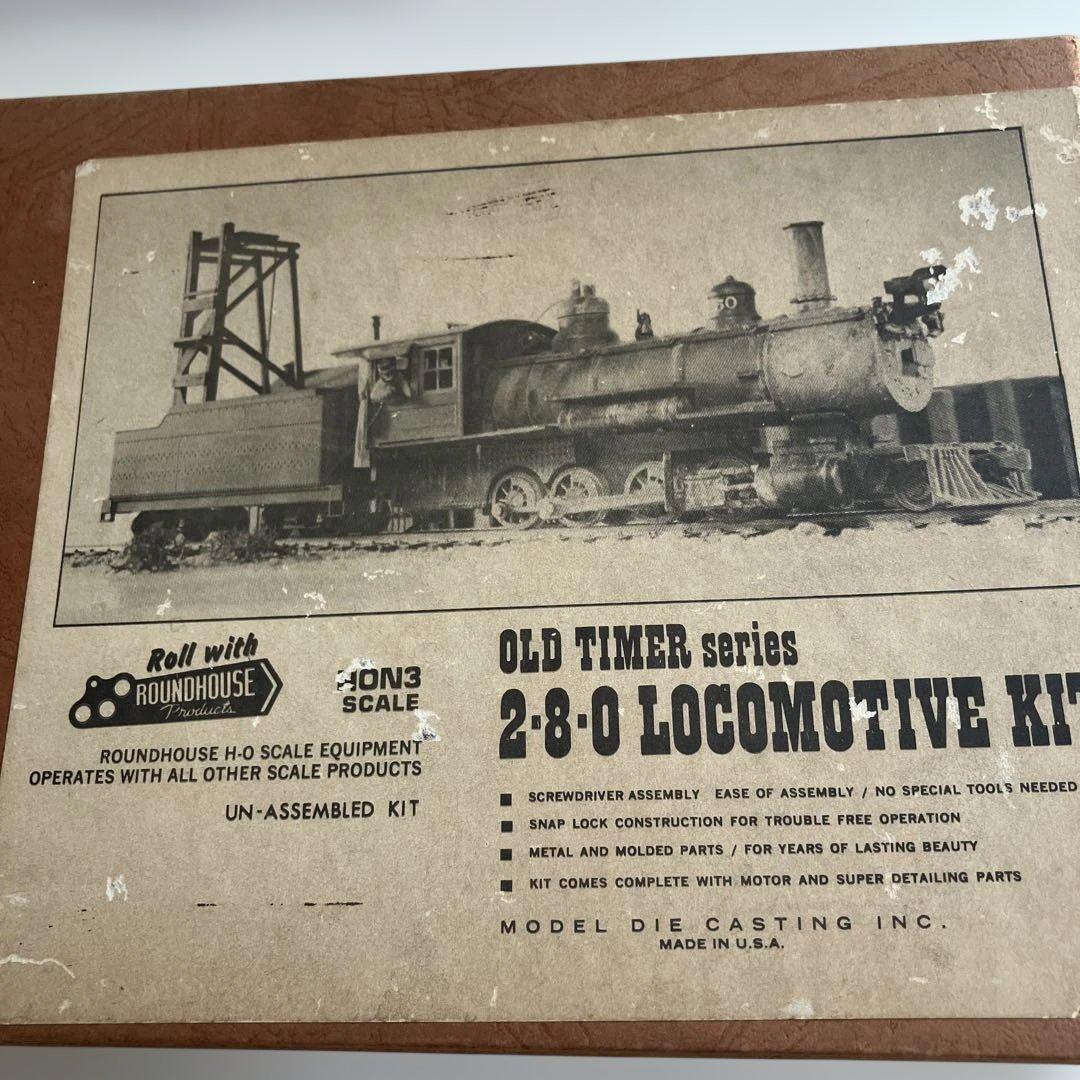 Roll with
ROUNDHOUSE
Products
HON3
SCALE
ROUNDHOUSE H-O SCALE EQUIPMENT
OPERATES WITH ALL OTHER SCALE PRODUCTS
UN-ASSEMBLED KIT
OLD TIMER series
2-8-0 LOCOMOTIVE KIT
SCREWDRIVER ASSEMBLY EASE OF ASSEMBLY / NO SPECIAL TOOLS NEEDED
SNAP LOCK CONSTRUCTION FOR TROUBLE FREE OPERATION
METAL AND MOLDED PARTS / FOR YEARS OF LASTING BEAUTY
KIT COMES COMPLETE WITH MOTOR AND SUPER DETAILING PARTS
MODEL DIE CASTING INC.
MADE IN U.S.A.